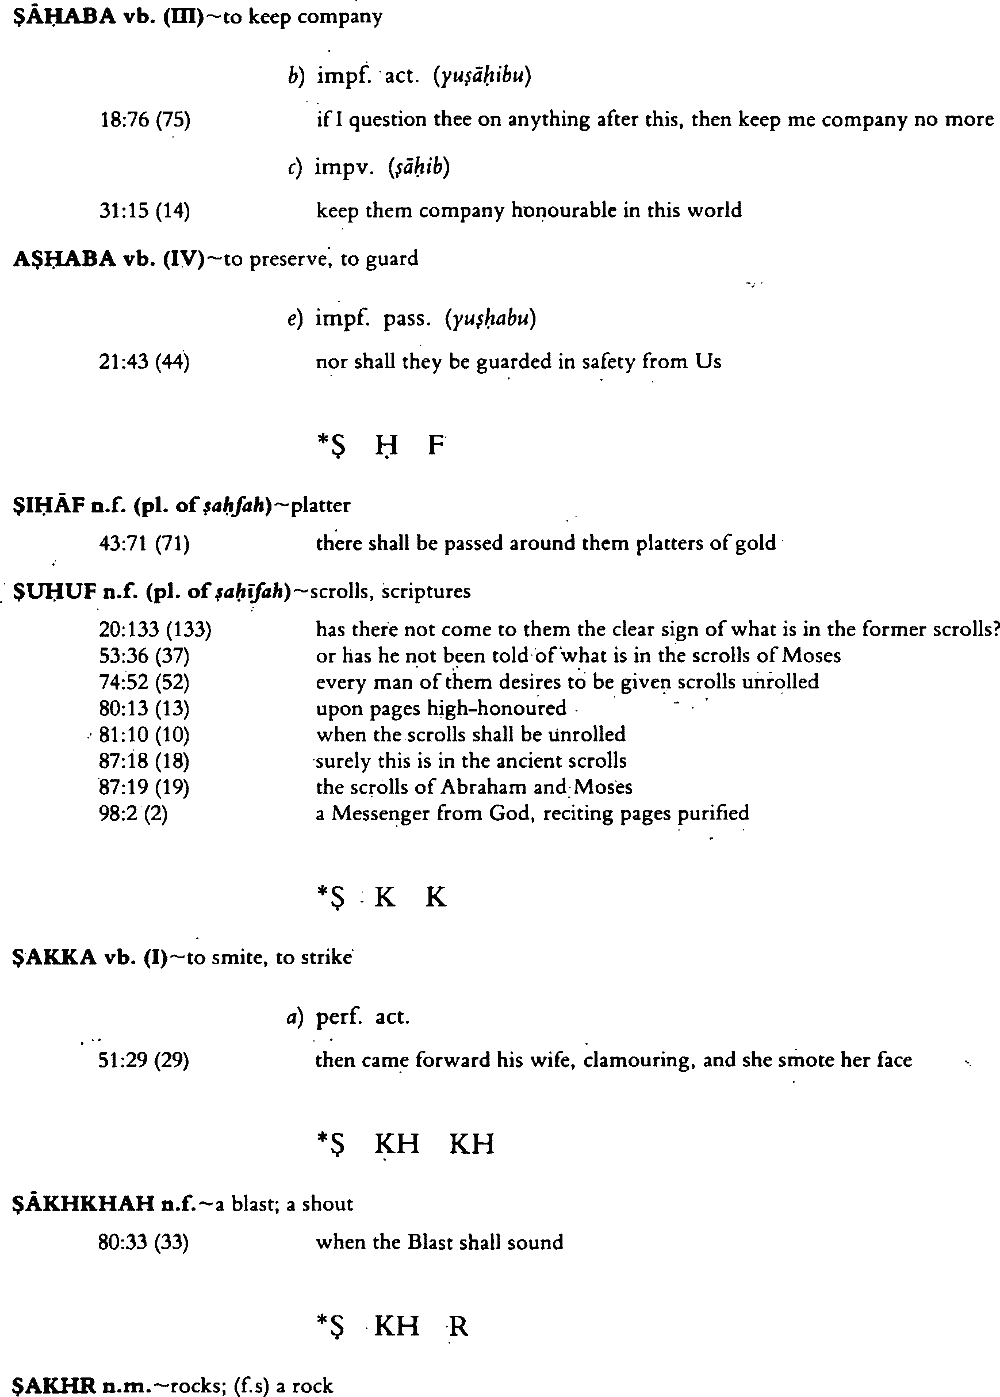 ṢĀḤABA vb. (III)~to keep company
b) impf. act. (yuṣāḥibu)
18:76 (75) if I question thee on anything after this, then keep me company no more
c) impv. (ṣāḥib)
31:15 (14) keep them company honourable in this world
AṢḤABA vb. (IV)~to preserve, to guard
e) impf. pass. (yuṣḥabu)
21:43 (44) nor shall they be guarded in safety from Us
*Ṣ Ḥ F
ṢIḤĀF n.f. (pl. of ṣaḥfah)~platter
43:71 (71) there shall be passed around them platters of gold
ṢUḤUF n.f. (pl. of ṣaḥīfah)~scrolls, scriptures
20:133 (133) has there not come to them the clear sign of what is in the former scrolls?
53:36 (37) or has he not been told of what is in the scrolls of Moses
74:52 (52) every man of them desires to be given scrolls unrolled
80:13 (13) upon pages high-honoured
81:10 (10) when the scrolls shall be unrolled
87:18 (18) surely this is in the ancient scrolls
87:19 (19) the scrolls of Abraham and Moses
98:2 (2) a Messenger from God, reciting pages purified
*Ṣ K K
ṢAKKA vb. (I)~to smite, to strike
a) perf. act.
51:29 (29) then came forward his wife, clamouring, and she smote her face
*Ṣ KH KH
ṢĀKHKHAH n.f.~a blast; a shout
80:33 (33) when the Blast shall sound
*Ṣ KH R
ṢAKHR n.m.~rocks; (f.s) a rock